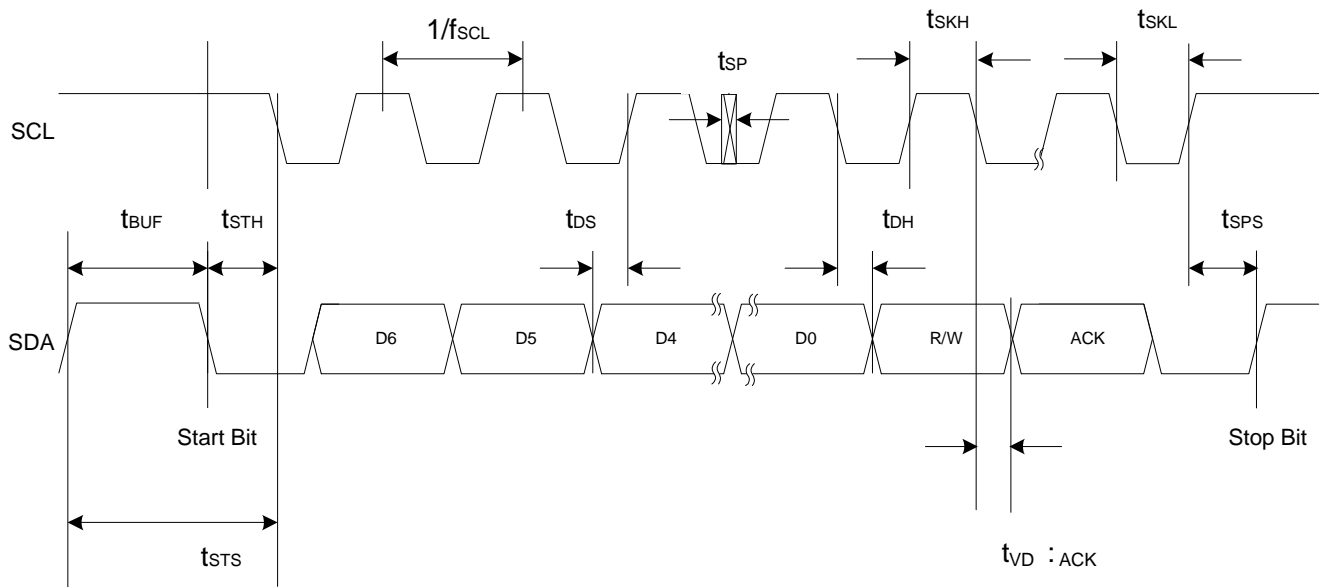 tSKH tSKL
1/fSCL
tSP
SCL
tBUF tSTH tDS tDH tSPS
SDA D6 D5 D4 D0 R/W ACK
Start Bit Stop Bit
tSTS tVD : ACK